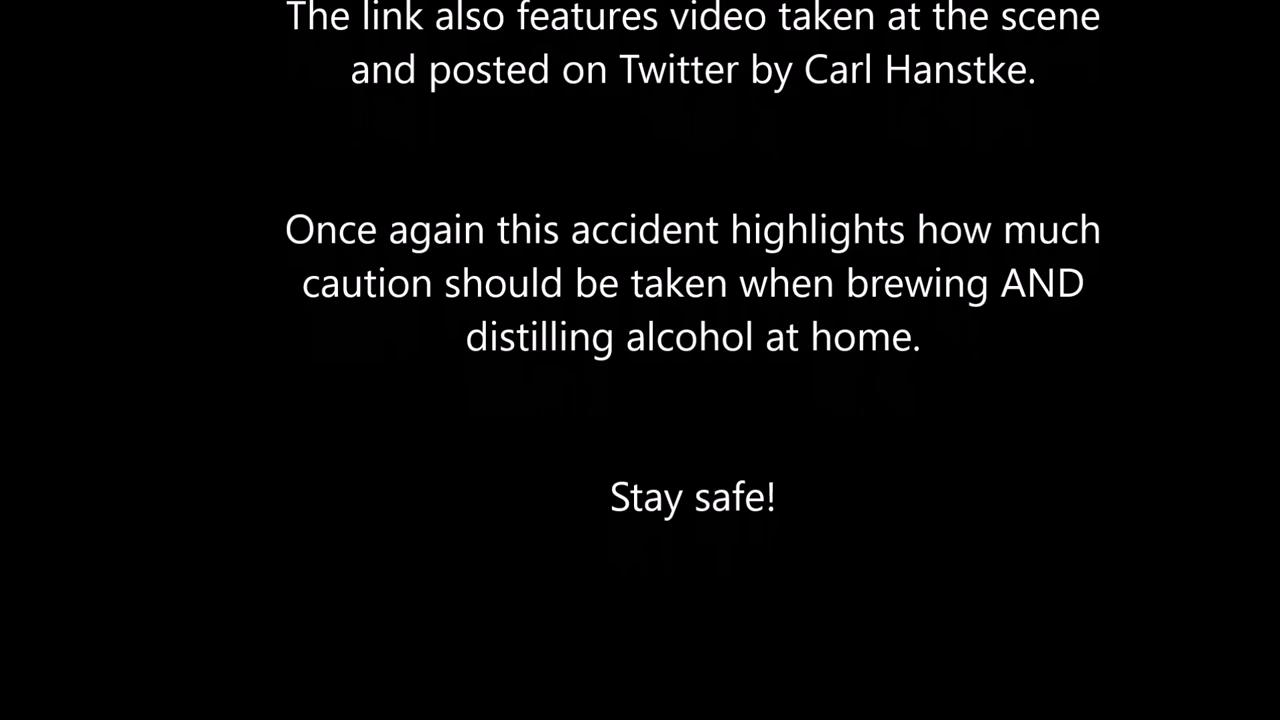 The link also features video taken at the scene
and posted on Twitter by Carl Hanstke.
Once again this accident highlights how much
caution should be taken when brewing AND
distilling alcohol at home.
Stay safe!